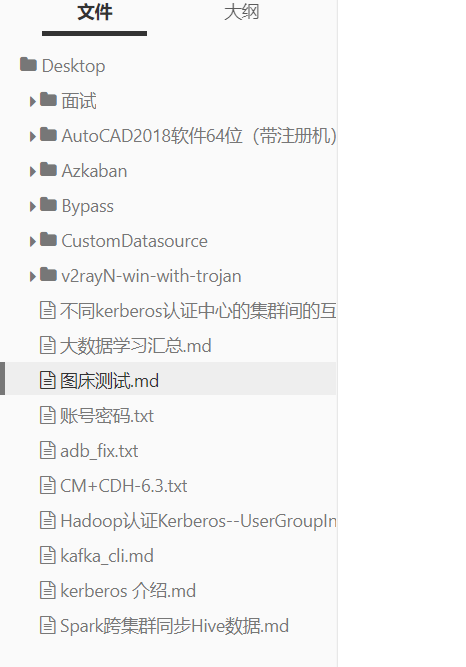 文件
大纲
Desktop
面试
AutoCAD2018软件64位（带注册机）
Azkaban
Bypass
CustomDatasource
v2rayN-win-with-trojan
不同kerberos认证中心的集群间的互
大数据学习汇总.md
图床测试.md
账号密码.txt
adb_fix.txt
CM+CDH-6.3.txt
Hadoop认证Kerberos--UserGroupIn
kafka_cli.md
kerberos 介绍.md
Spark跨集群同步Hive数据.md